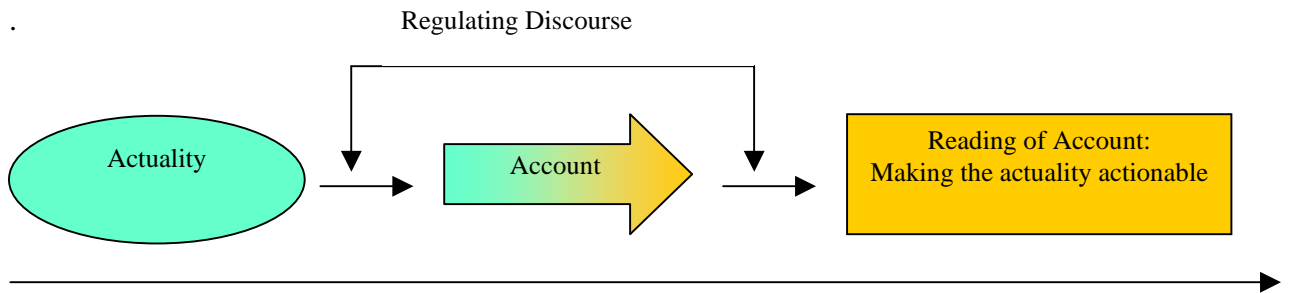 .
Regulating Discourse
Actuality
Account
Reading of Account:
Making the actuality actionable